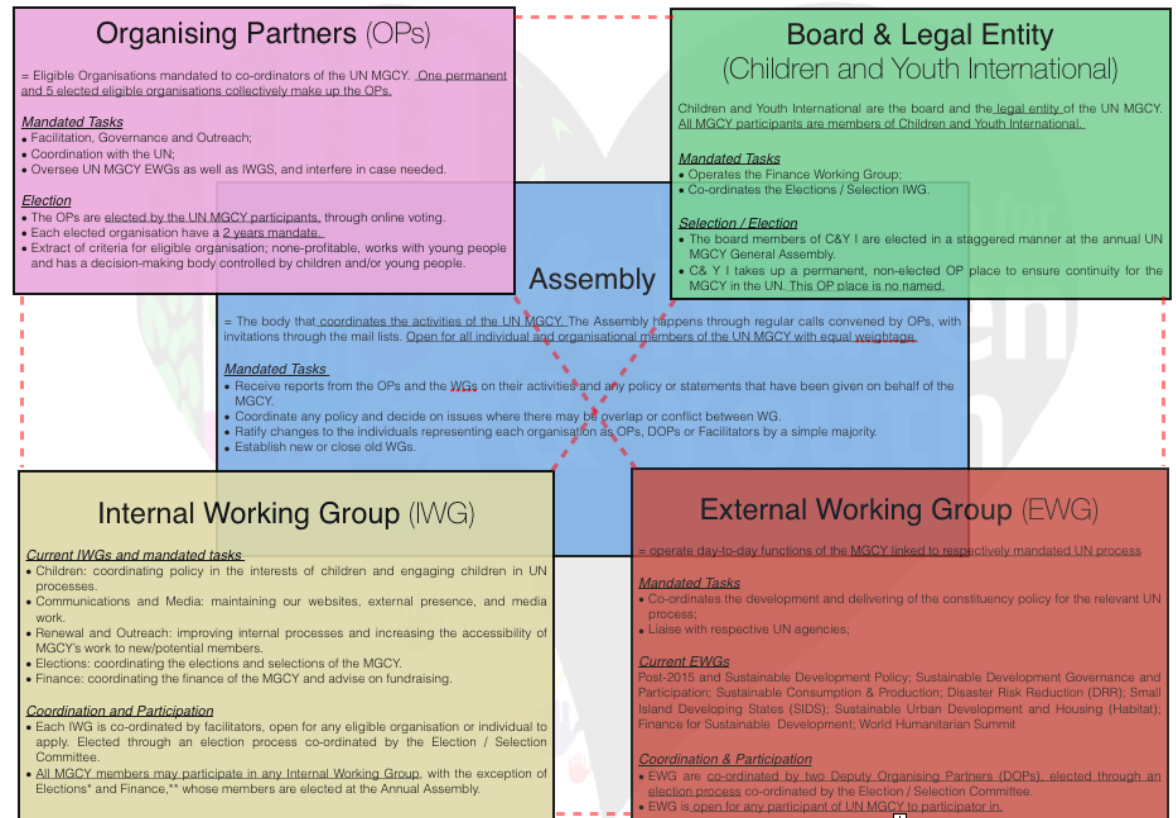 Organising Partners (OPs)
= Eligible Organisations mandated to co-ordinators of the UN MGCY. One permanent
and 5 elected eligible organisations collectively make up the OPs.
Mandated Tasks
• Facilitation, Governance and Outreach;
• Coordination with the UN;
• Oversee UN MGCY EWGs as well as IWGS, and interfere in case needed.
Election
• The OPs are elected by the UN MGCY participants, through online voting.
• Each elected organisation have a 2 years mandate.
• Extract of criteria for eligible organisation; none-profitable, works with young people
and has a decision-making body controlled by children and/or young people.
Board & Legal Entity
(Children and Youth International)
Children and Youth International are the board and the legal entity of the UN MGCY.
All MGCY participants are members of Children and Youth International.
Mandated Tasks
• Operates the Finance Working Group;
• Co-ordinates the Elections / Selection IWG.
Selection / Election
• The board members of C&Y I are elected in a staggered manner at the annual UN
MGCY General Assembly.
• C& Y I takes up a permanent, non-elected OP place to ensure continuity for the
MGCY in the UN. This OP place is no named.
Assembly
= The body that coordinates the activities of the UN MGCY. The Assembly happens through regular calls convened by OPs, with
invitations through the mail lists. Open for all individual and organisational members of the UN MGCY with equal weightage.
Mandated Tasks
• Receive reports from the OPs and the WGs on their activities and any policy or statements that have been given on behalf of the
MGCY.
• Coordinate any policy and decide on issues where there may be overlap or conflict between WG.
• Ratify changes to the individuals representing each organisation as OPs, DOPs or Facilitators by a simple majority.
• Establish new or close old WGs.
Internal Working Group (IWG)
Current IWGs and mandated tasks
• Children: coordinating policy in the interests of children and engaging children in UN
processes.
• Communications and Media: maintaining our websites, external presence, and media
work.
• Renewal and Outreach: improving internal processes and increasing the accessibility of
MGCY's work to new/potential members.
• Elections: coordinating the elections and selections of the MGCY.
• Finance: coordinating the finance of the MGCY and advise on fundraising.
Coordination and Participation
• Each IWG is co-ordinated by facilitators, open for any eligible organisation or individual to
apply. Elected through an election process co-ordinated by the Election / Selection
Committee.
• All MGCY members may participate in any Internal Working Group, with the exception of
Elections* and Finance,** whose members are elected at the Annual Assembly.
External Working Group (EWG)
= operate day-to-day functions of the MGCY linked to respectively mandated UN process
Mandated Tasks
• Co-ordinates the development and delivering of the constituency policy for the relevant UN
process;
• Liaise with respective UN agencies;
Current EWGs
Post-2015 and Sustainable Development Policy; Sustainable Development Governance and
Participation; Sustainable Consumption & Production; Disaster Risk Reduction (DRR); Small
Island Developing States (SIDS); Sustainable Urban Development and Housing (Habitat);
Finance for Sustainable Development; World Humanitarian Summit
Coordination & Participation
• EWG are co-ordinated by two Deputy Organising Partners (DOPs), elected through an
election process co-ordinated by the Election / Selection Committee.
• EWG is open for any participant of UN MGCY to participator in.